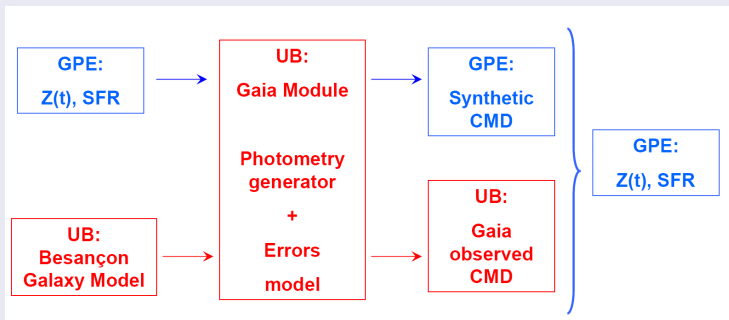 GPE:
Z(t), SFR
UB:
Besançon
Galaxy Model
UB:
Gaia Module
Photometry
generator
+
Errors
model
GPE:
Synthetic
CMD
UB:
Gaia
observed
CMD
GPE:
Z(t), SFR